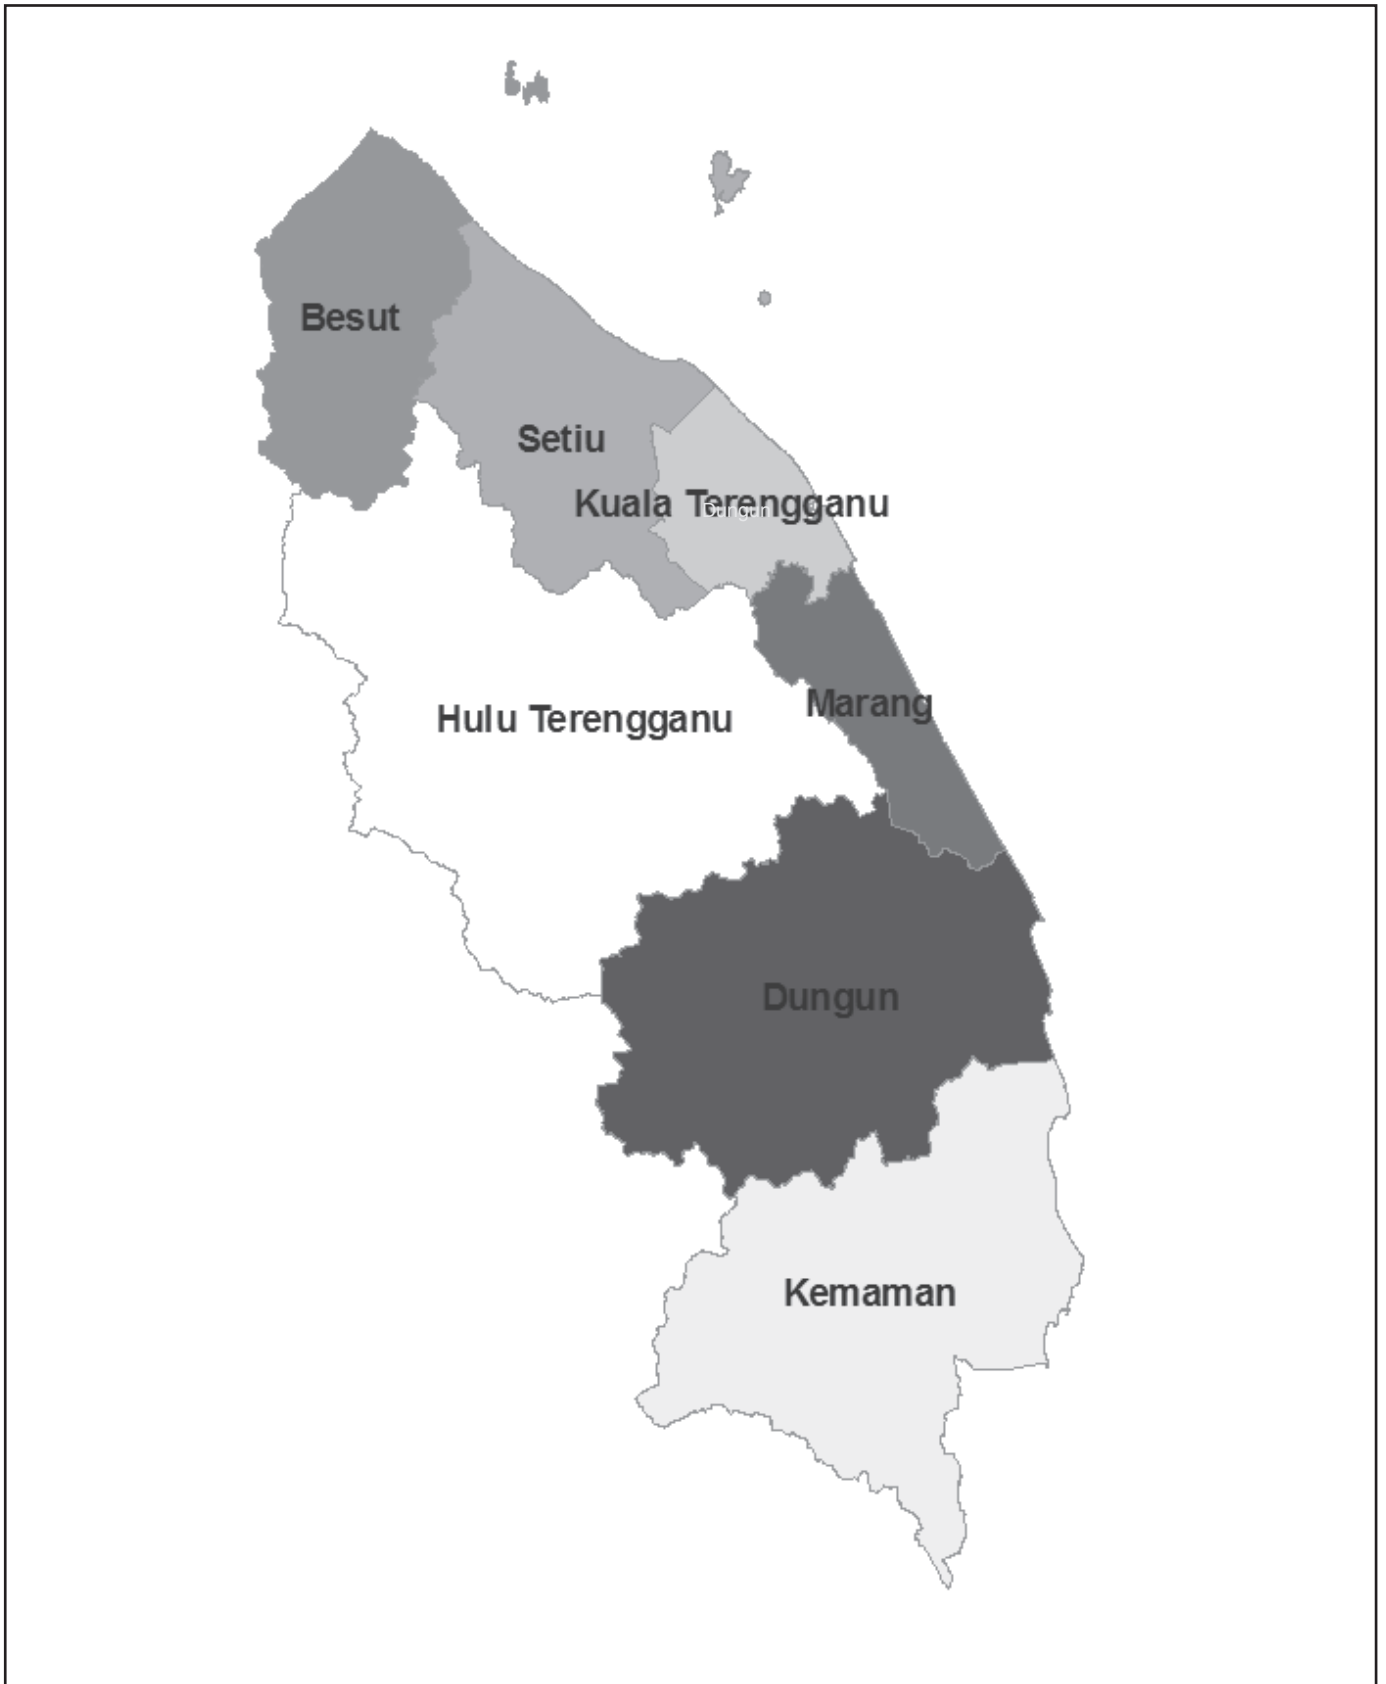 Besut
Setiu
Kuala Terengganu
Dungun
Marang
Hulu Terengganu
Dungun
Kemaman